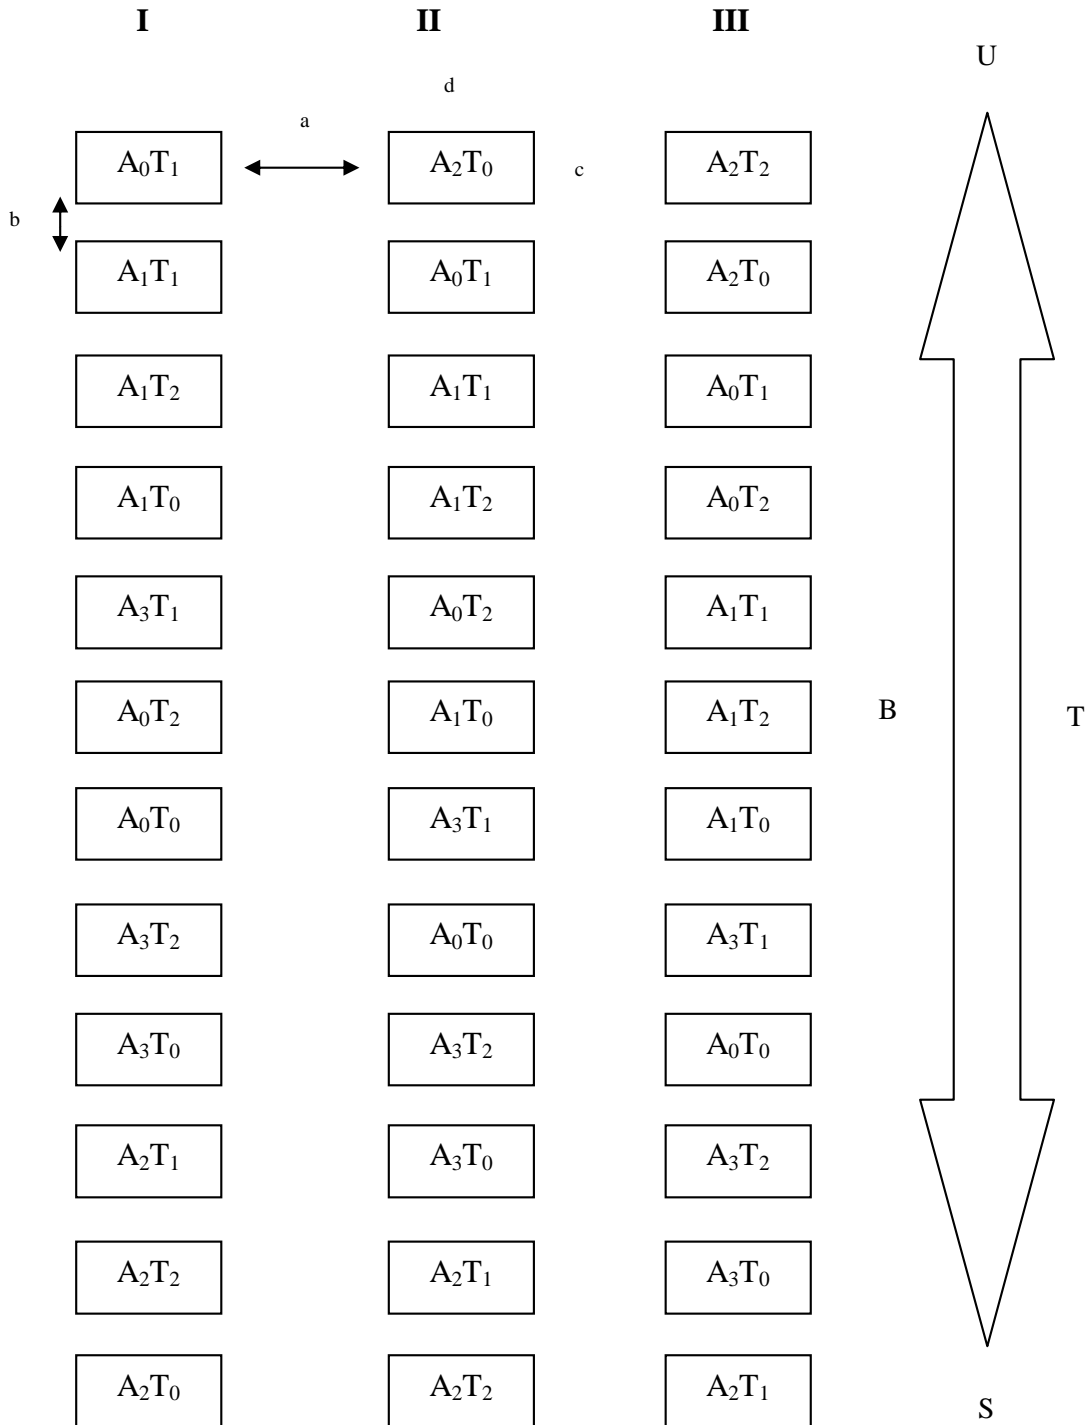 I II III
U
d
a
A₀T₁ A₂T₀ c A₂T₂
b
A₁T₁ A₀T₁ A₂T₀
A₁T₂ A₁T₁ A₀T₁
A₁T₀ A₁T₂ A₀T₂
A₃T₁ A₀T₂ A₁T₁
A₀T₂ A₁T₀ A₁T₂ B T
A₀T₀ A₃T₁ A₁T₀
A₃T₂ A₀T₀ A₃T₁
A₃T₀ A₃T₂ A₀T₀
A₂T₁ A₃T₀ A₃T₂
A₂T₂ A₂T₁ A₃T₀
A₂T₀ A₂T₂ A₂T₁
S